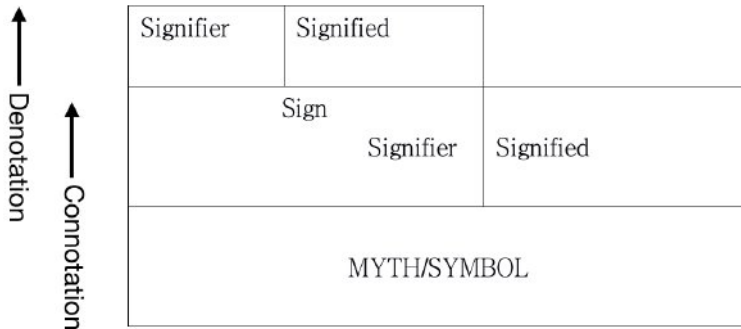 Signifier
Signified
Sign
Signifier
Signified
MYTH/SYMBOL
Denotation
Connotation